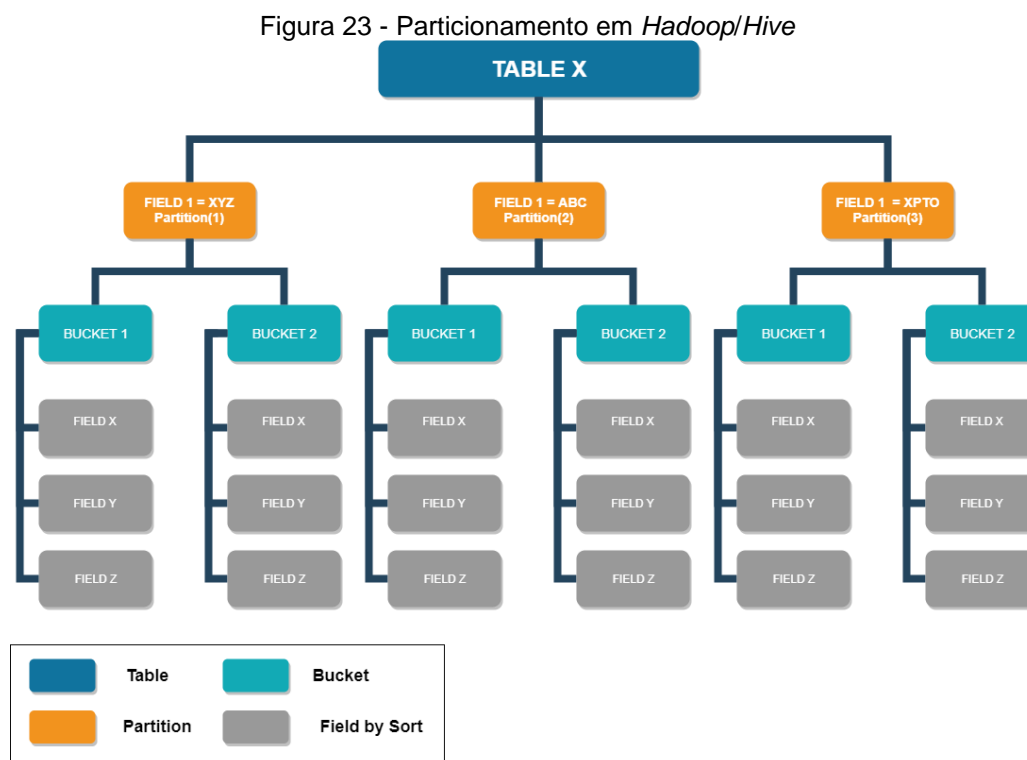 Figura 23 - Particionamento em Hadoop/Hive
TABLE X
FIELD 1 = XYZ
Partition(1)
FIELD 1 = ABC
Partition(2)
FIELD 1 = XPTO
Partition(3)
BUCKET 1
BUCKET 2
BUCKET 1
BUCKET 2
BUCKET 1
BUCKET 2
FIELD X
FIELD X
FIELD X
FIELD X
FIELD X
FIELD X
FIELD Y
FIELD Y
FIELD Y
FIELD Y
FIELD Y
FIELD Y
FIELD Z
FIELD Z
FIELD Z
FIELD Z
FIELD Z
FIELD Z
Table
Bucket
Partition
Field by Sort